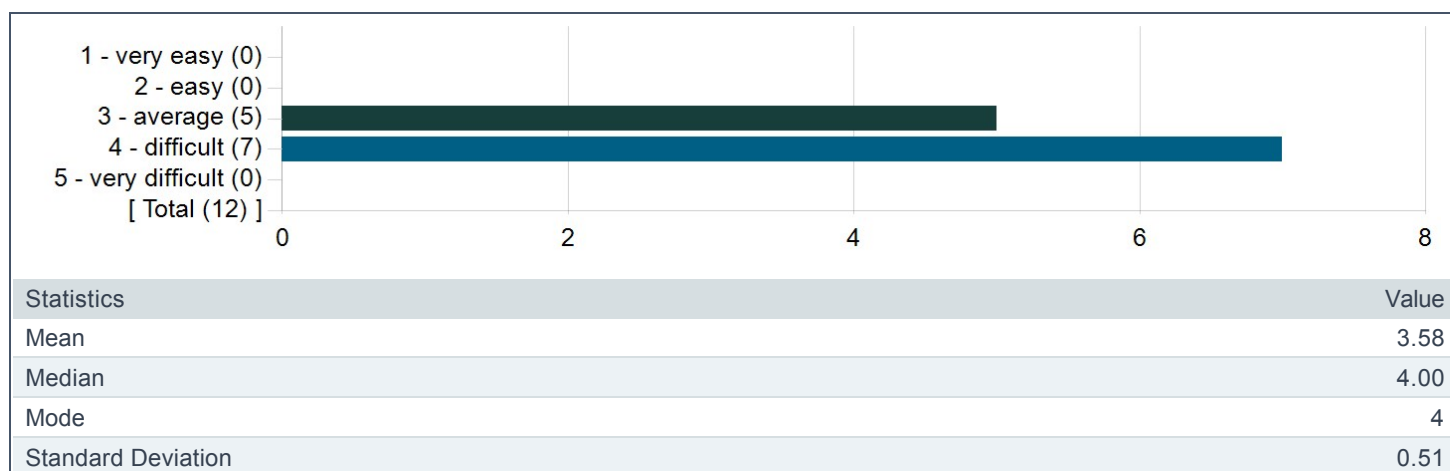 1 - very easy (0)
2 - easy (0)
3 - average (5)
4 - difficult (7)
5 - very difficult (0)
[ Total (12) ]
0 2 4 6 8
Statistics Value
Mean 3.58
Median 4.00
Mode 4
Standard Deviation 0.51